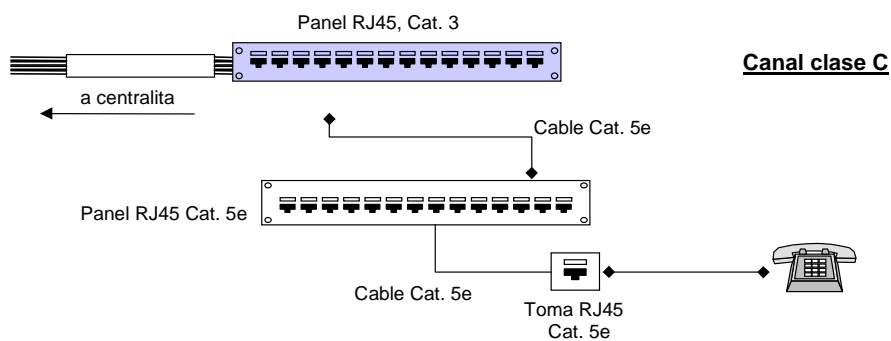 Panel RJ45, Cat. 3
Canal clase C
a centralita
Cable Cat. 5e
Panel RJ45 Cat. 5e
Cable Cat. 5e
Toma RJ45
Cat. 5e